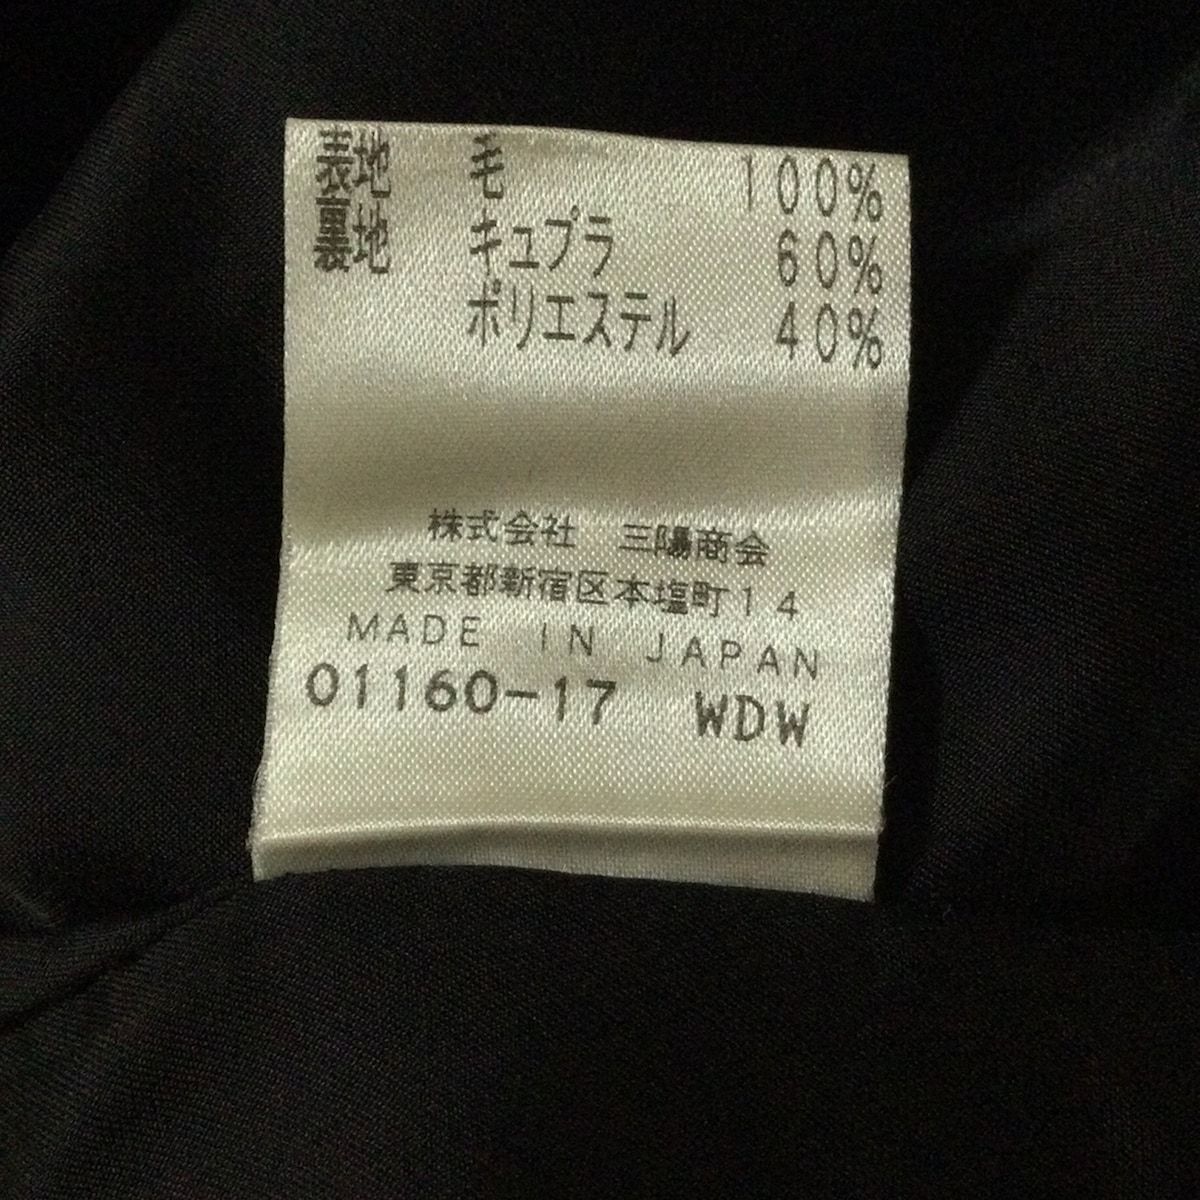 表地 毛 100%
裏地 キュプラ 60%
ポリエステル 40%
株式会社 三陽商会
東京都新宿区本塩町14
MADE IN JAPAN
01160-17 WDW